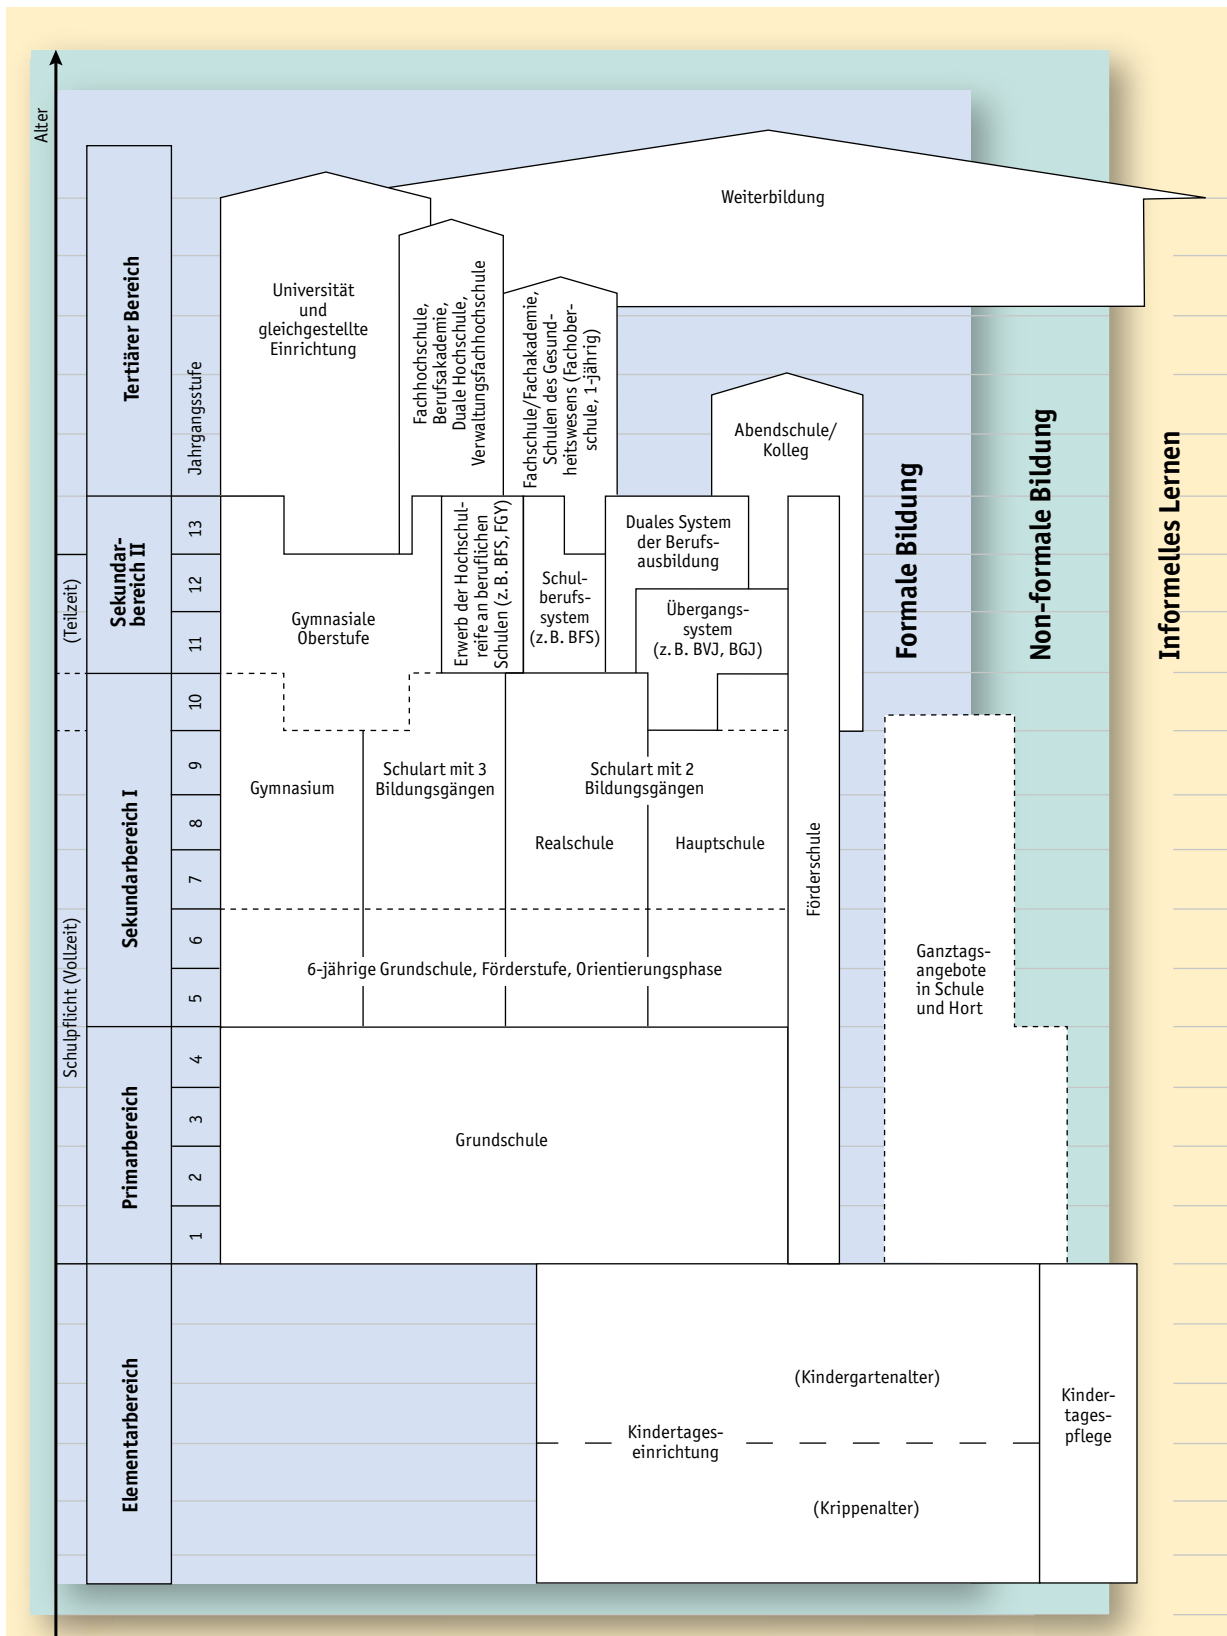 Alter
Weiterbildung
Tertiärer Bereich
Jahrgangsstufe
Universität
und
gleichgestellte
Einrichtung
Fachhochschule,
Berufsakademie,
Duale Hochschule,
Verwaltungsfachhochschule
Fachschule/Fachakademie,
Schulen des Gesund-
heitswesens (Fachober-
schule, 1-jährig)
Abendschule/
Kolleg
Formale Bildung
Non-formale Bildung
Informelles Lernen
(Teilzeit)
Sekundar-
bereich II
13
12
11
Gymnasiale
Oberstufe
Erwerb der Hochschul-
reife an beruflichen
Schulen (z. B. BFS, FGY)
Schul-
berufs-
system
(z. B. BFS)
Duales System
der Berufs-
ausbildung
Übergangs-
system
(z. B. BVJ, BGJ)
Schulpflicht (Vollzeit)
Sekundarbereich I
10
9
8
7
6
5
Gymnasium
Schulart mit 3
Bildungsgängen
Schulart mit 2
Bildungsgängen
Realschule
Hauptschule
Förderschule
6-jährige Grundschule, Förderstufe, Orientierungsphase
Ganztags-
angebote
in Schule
und Hort
Primarbereich
4
3
2
1
Grundschule
Elementarbereich
(Kindergartenalter)
Kindertages-
einrichtung
(Krippenalter)
Kinder-
tages-
pflege